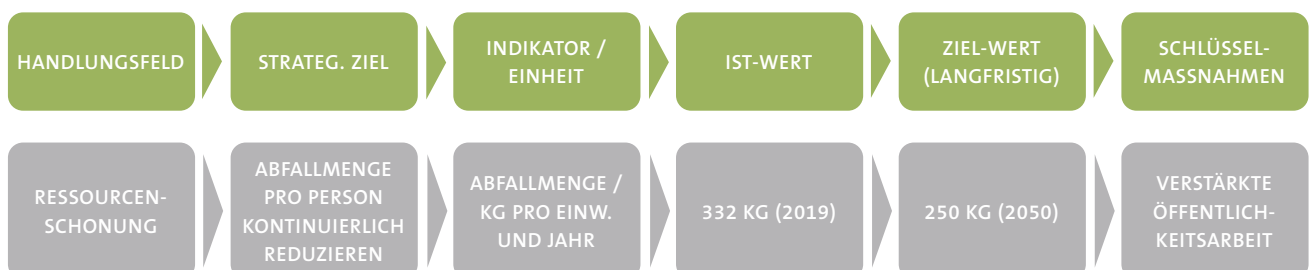 HANDLUNGSFELD
STRATEG. ZIEL
INDIKATOR /
EINHEIT
IST-WERT
ZIEL-WERT
(LANGFRISTIG)
SCHLÜSSEL-
MASSNAHMEN
RESSOURCEN-
SCHONUNG
ABFALLMENGE
PRO PERSON
KONTINUIERLICH
REDUZIEREN
ABFALLMENGE /
KG PRO EINW.
UND JAHR
332 KG (2019)
250 KG (2050)
VERSTÄRKTE
ÖFFENTLICH-
KEITSARBEIT